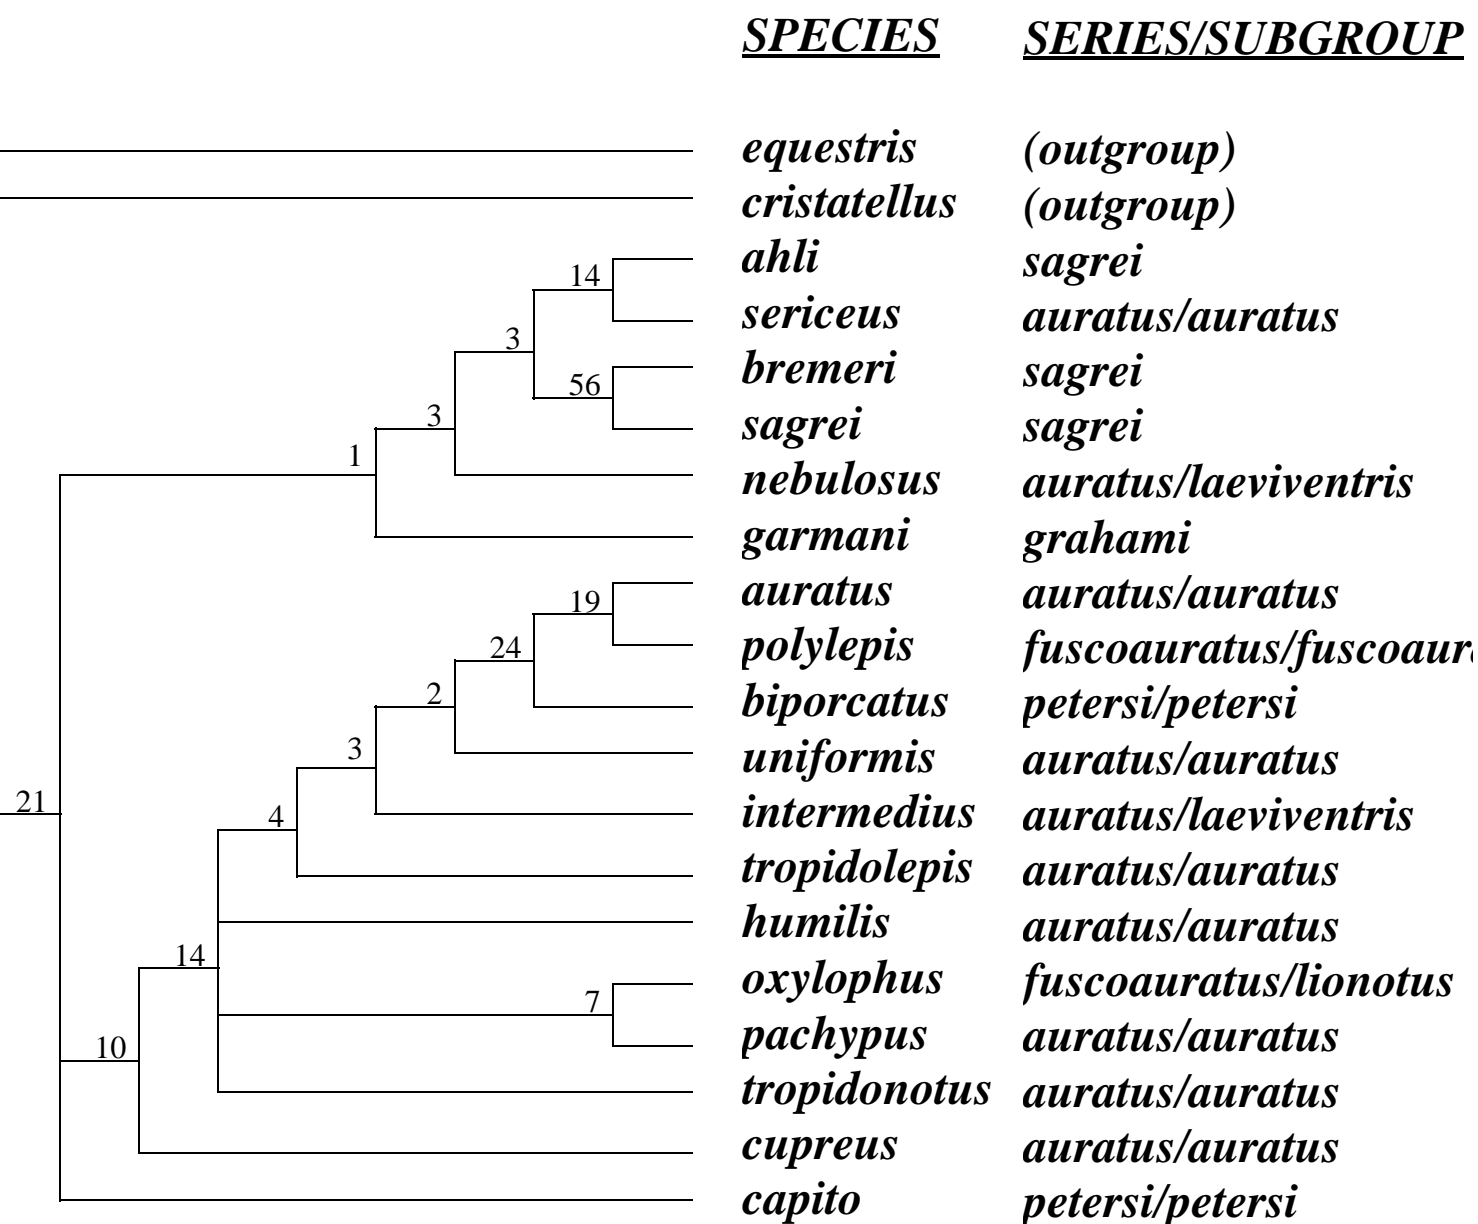 SPECIES SERIES/SUBGROUP
equestris (outgroup)
cristatellus (outgroup)
ahli sagrei
14
sericeus auratus/auratus
3
bremeri sagrei
56
3
sagrei sagrei
1
nebulosus auratus/laeviventris
garmani grahami
auratus auratus/auratus
19
polylepis fuscoauratus/fuscoaur
24
biporcatus petersi/petersi
2
uniformis auratus/auratus
3
21
intermedius auratus/laeviventris
4
tropidolepis auratus/auratus
humilis auratus/auratus
14
oxylophus fuscoauratus/lionotus
7
pachypus auratus/auratus
10
tropidonotus auratus/auratus
cupreus auratus/auratus
capito petersi/petersi